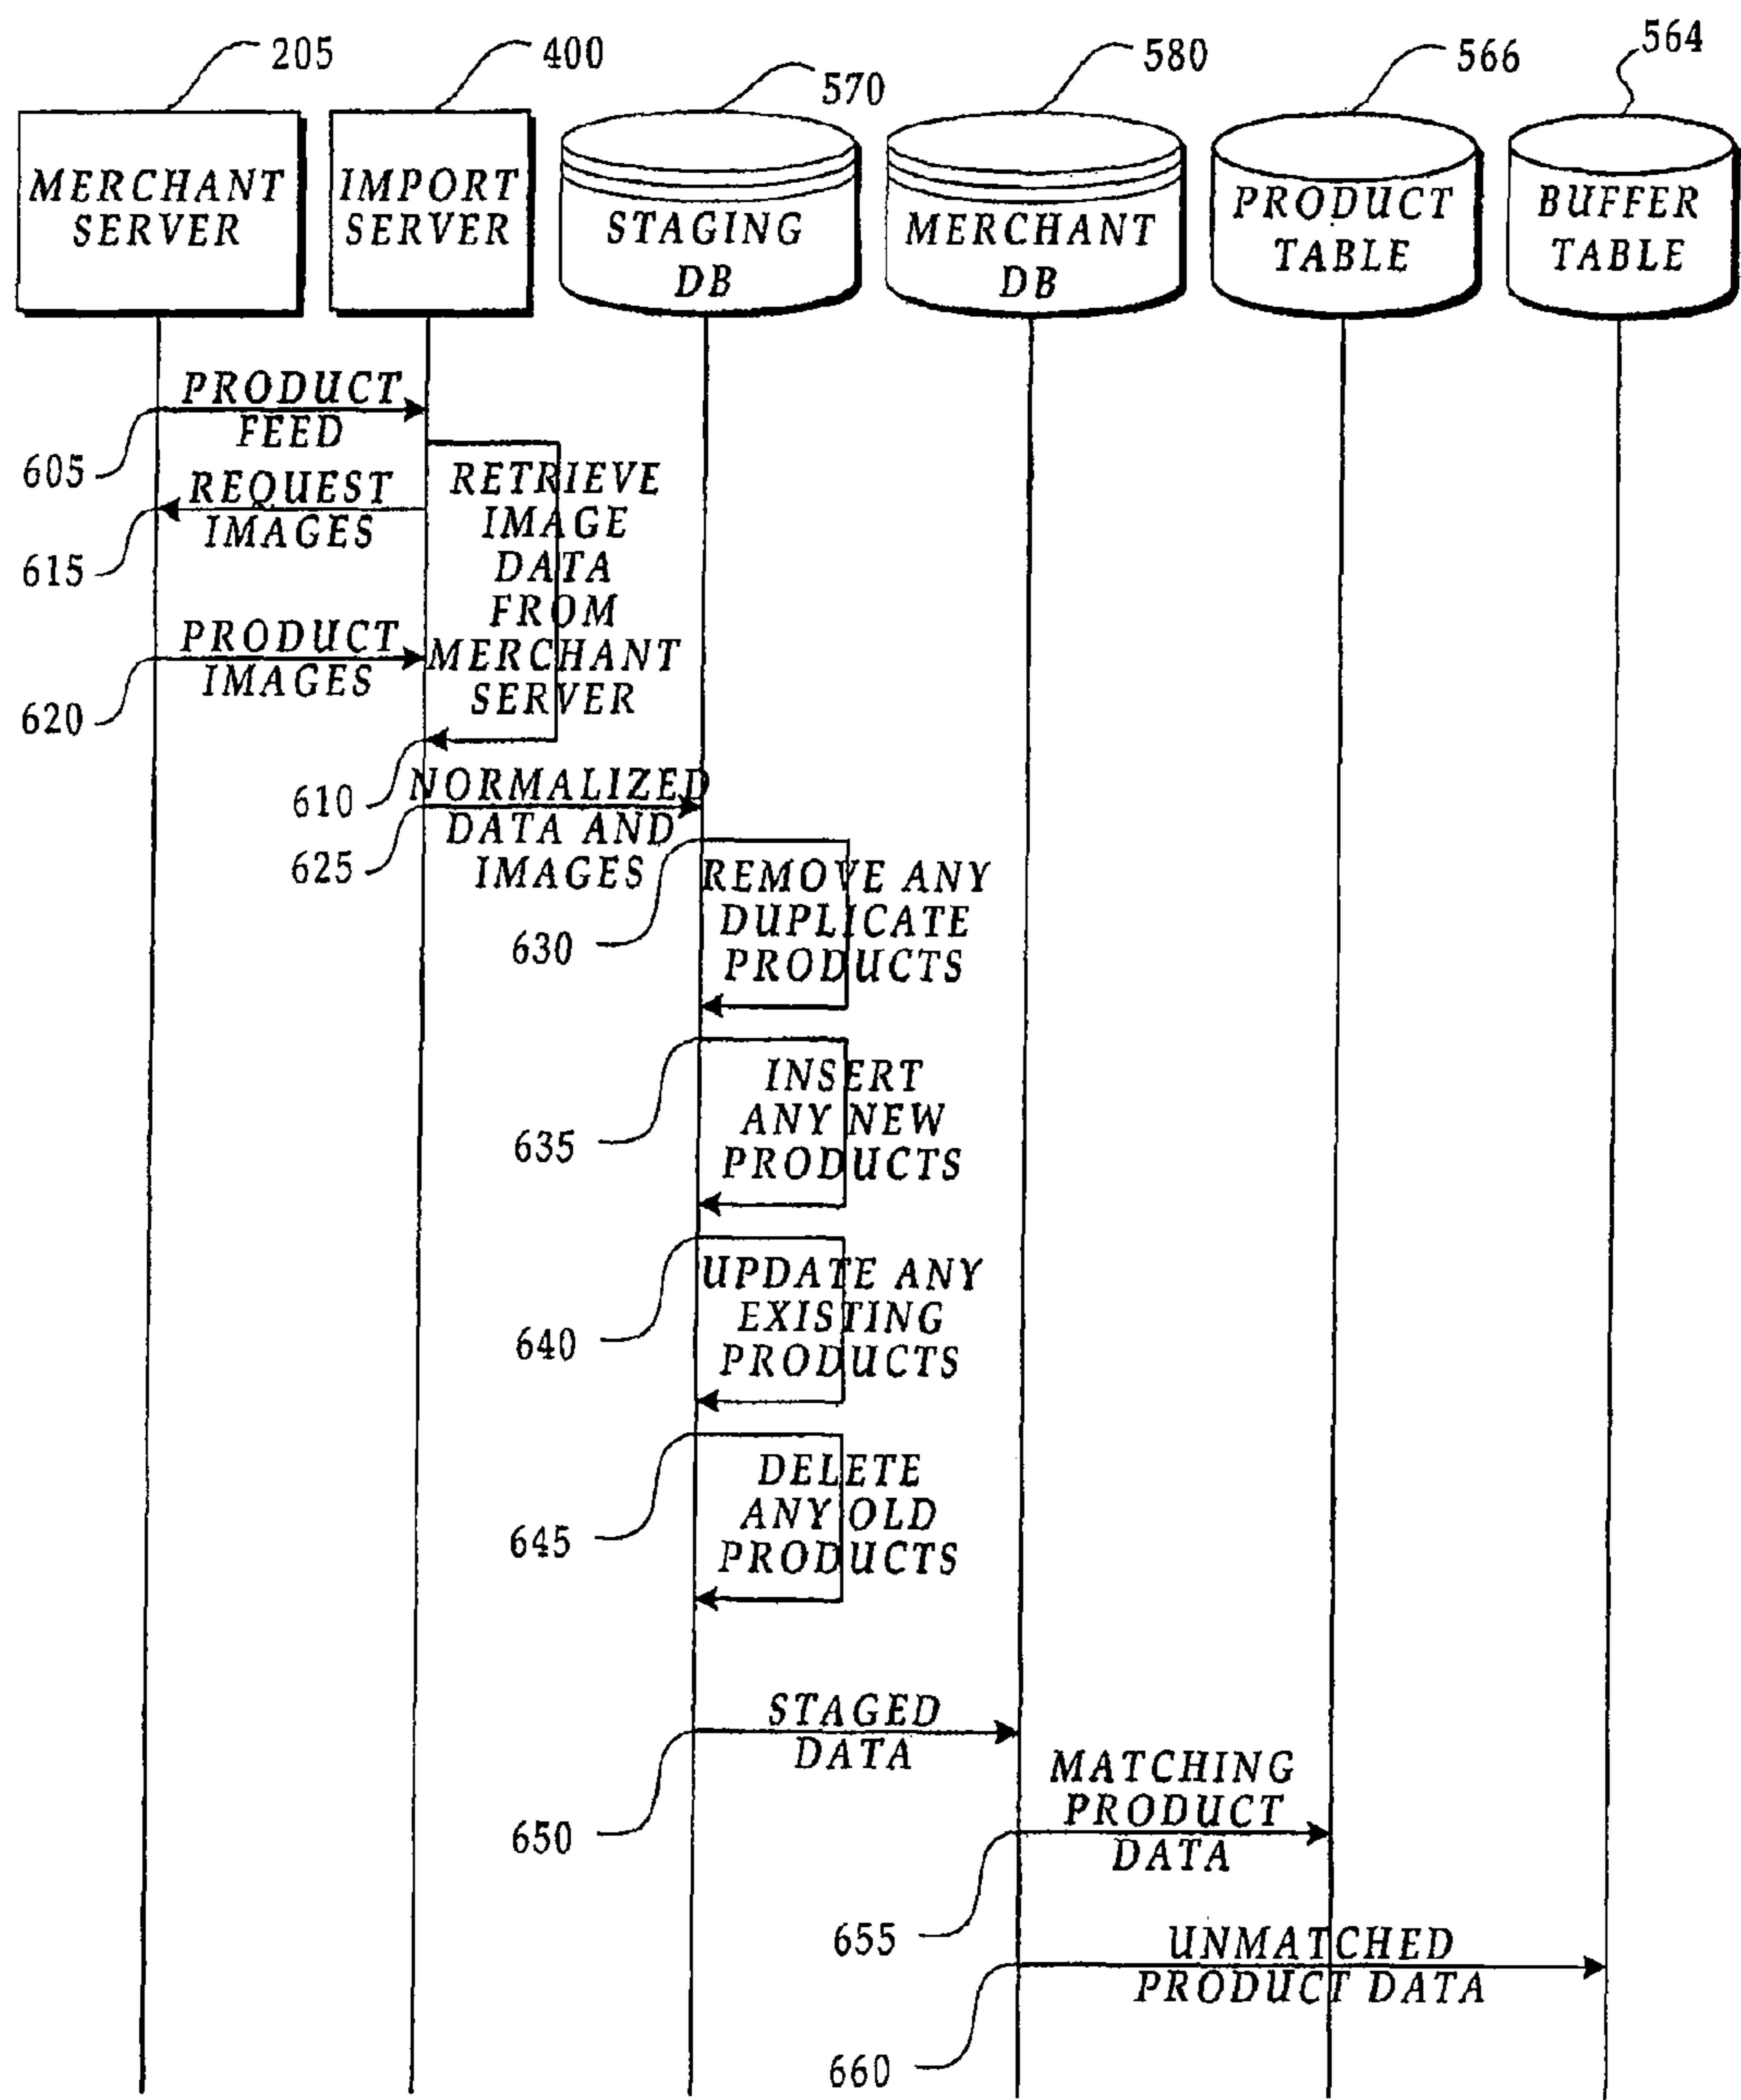 205
400
570
580
566
564
MERCHANT
SERVER
IMPORT
SERVER
STAGING
DB
MERCHANT
DB
PRODUCT
TABLE
BUFFER
TABLE
PRODUCT
FEED
605
REQUEST
IMAGES
615
RETRIEVE
IMAGE
DATA
FROM
MERCHANT
SERVER
PRODUCT
IMAGES
620
610
NORMALIZED
DATA AND
IMAGES
625
REMOVE ANY
DUPLICATE
PRODUCTS
630
INSERT
ANY NEW
PRODUCTS
635
UPDATE ANY
EXISTING
PRODUCTS
640
DELETE
ANY OLD
PRODUCTS
645
STAGED
DATA
650
MATCHING
PRODUCT
DATA
655
UNMATCHED
PRODUCT DATA
660